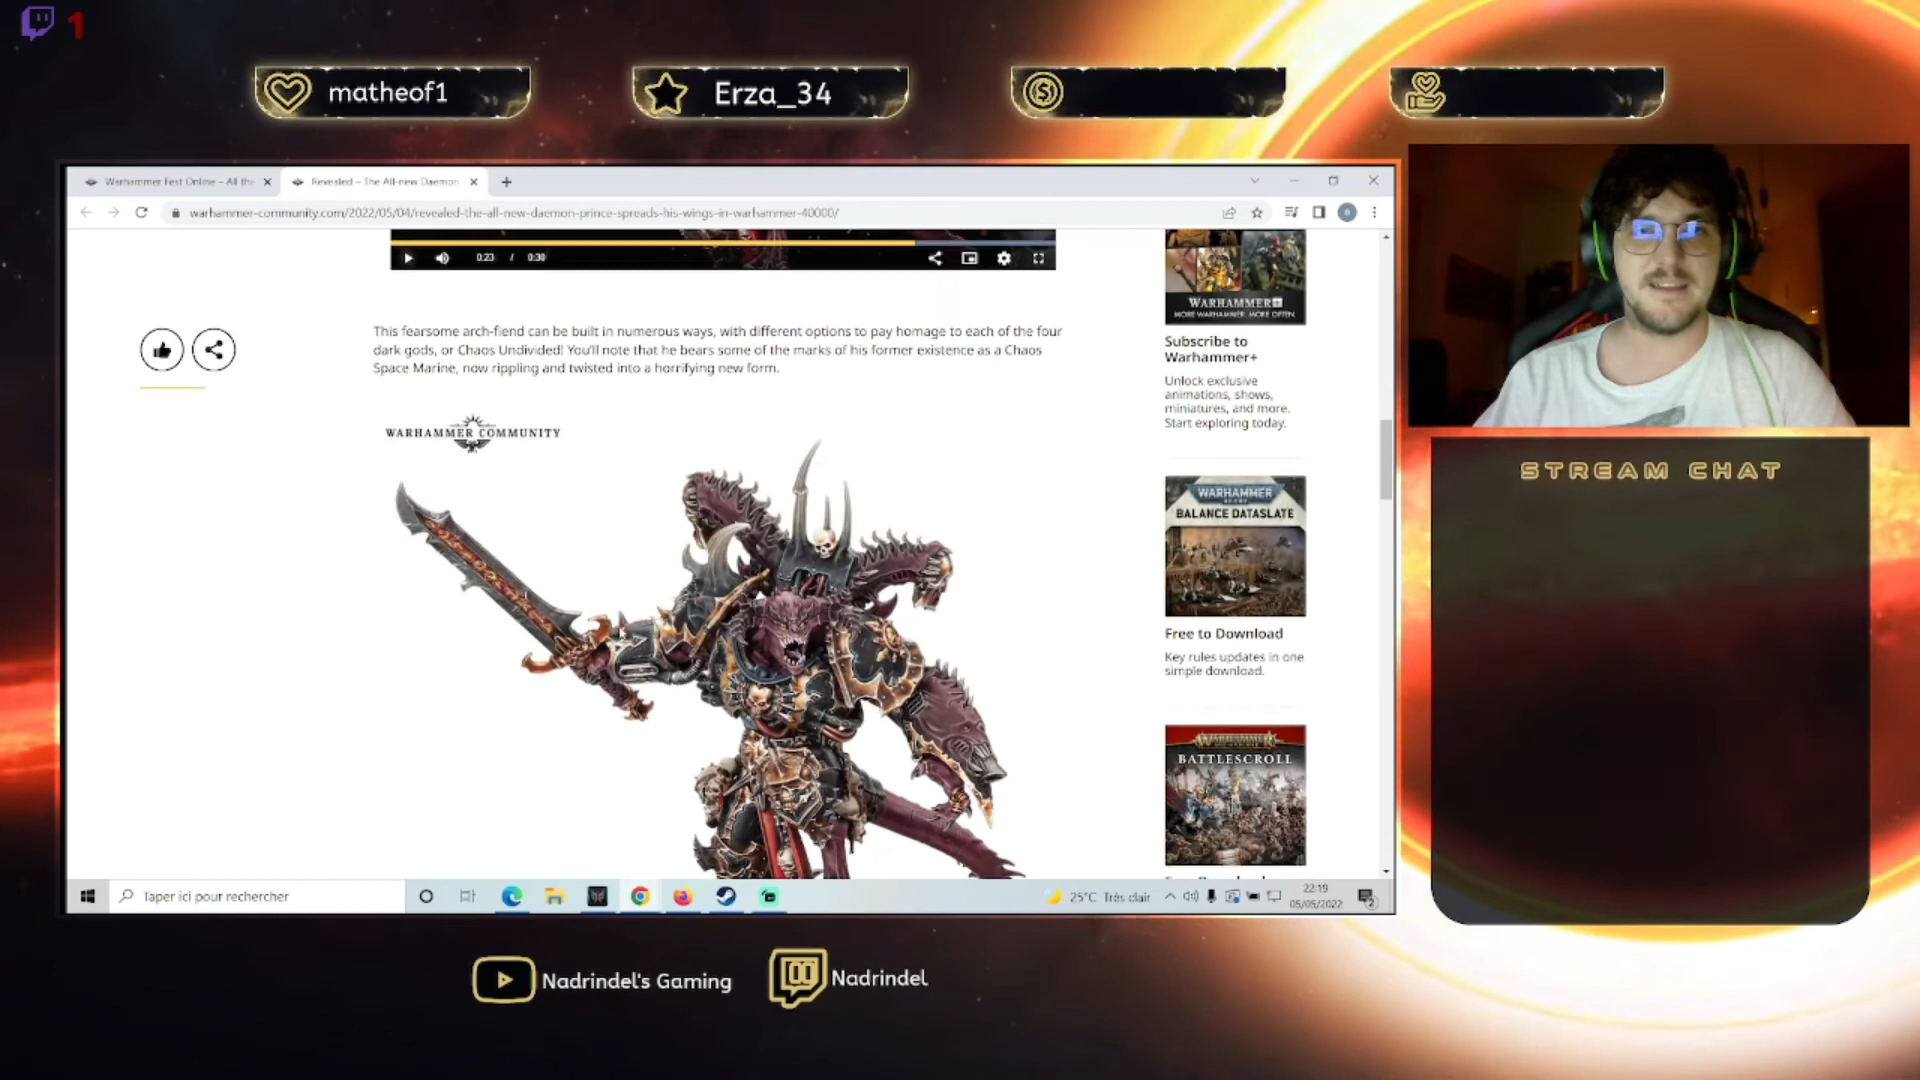 1
matheof1
Erza_34
Warhammer Fest Online – All the
Revealed – The All-new Daemon
warhammer-community.com/2022/05/04/revealed-the-all-new-daemon-prince-spreads-his-wings-in-warhammer-40000/
0:23 / 0:30
This fearsome arch-fiend can be built in numerous ways, with different options to pay homage to each of the four
dark gods, or Chaos Undivided! You'll note that he bears some of the marks of his former existence as a Chaos
Space Marine, now rippling and twisted into a horrifying new form.
WARHAMMER COMMUNITY
WARHAMMER+
MORE WARHAMMER. MORE OFTEN.
Subscribe to
Warhammer+
Unlock exclusive
animations, shows,
miniatures, and more.
Start exploring today.
WARHAMMER
BALANCE DATASLATE
Free to Download
Key rules updates in one
simple download.
WARHAMMER
BATTLESCROLL
STREAM CHAT
Taper ici pour rechercher
25°C Très clair
22:19
05/05/2022
2
Nadrindel's Gaming
Nadrindel